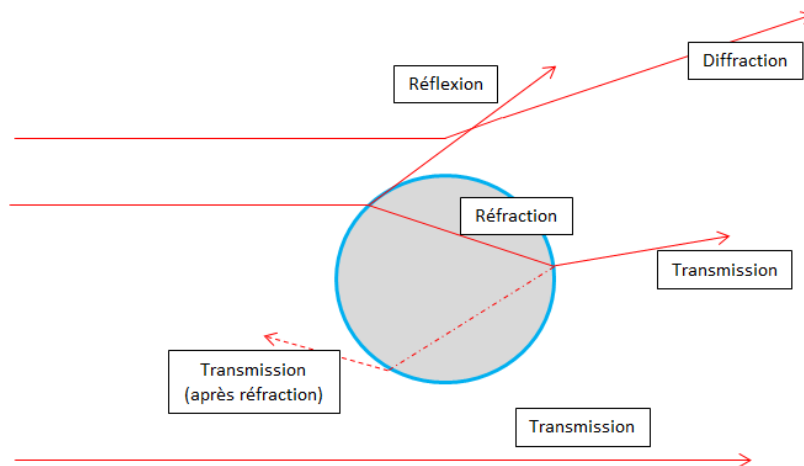 Diffraction
Réflexion
Réfraction
Transmission
Transmission
(après réfraction)
Transmission